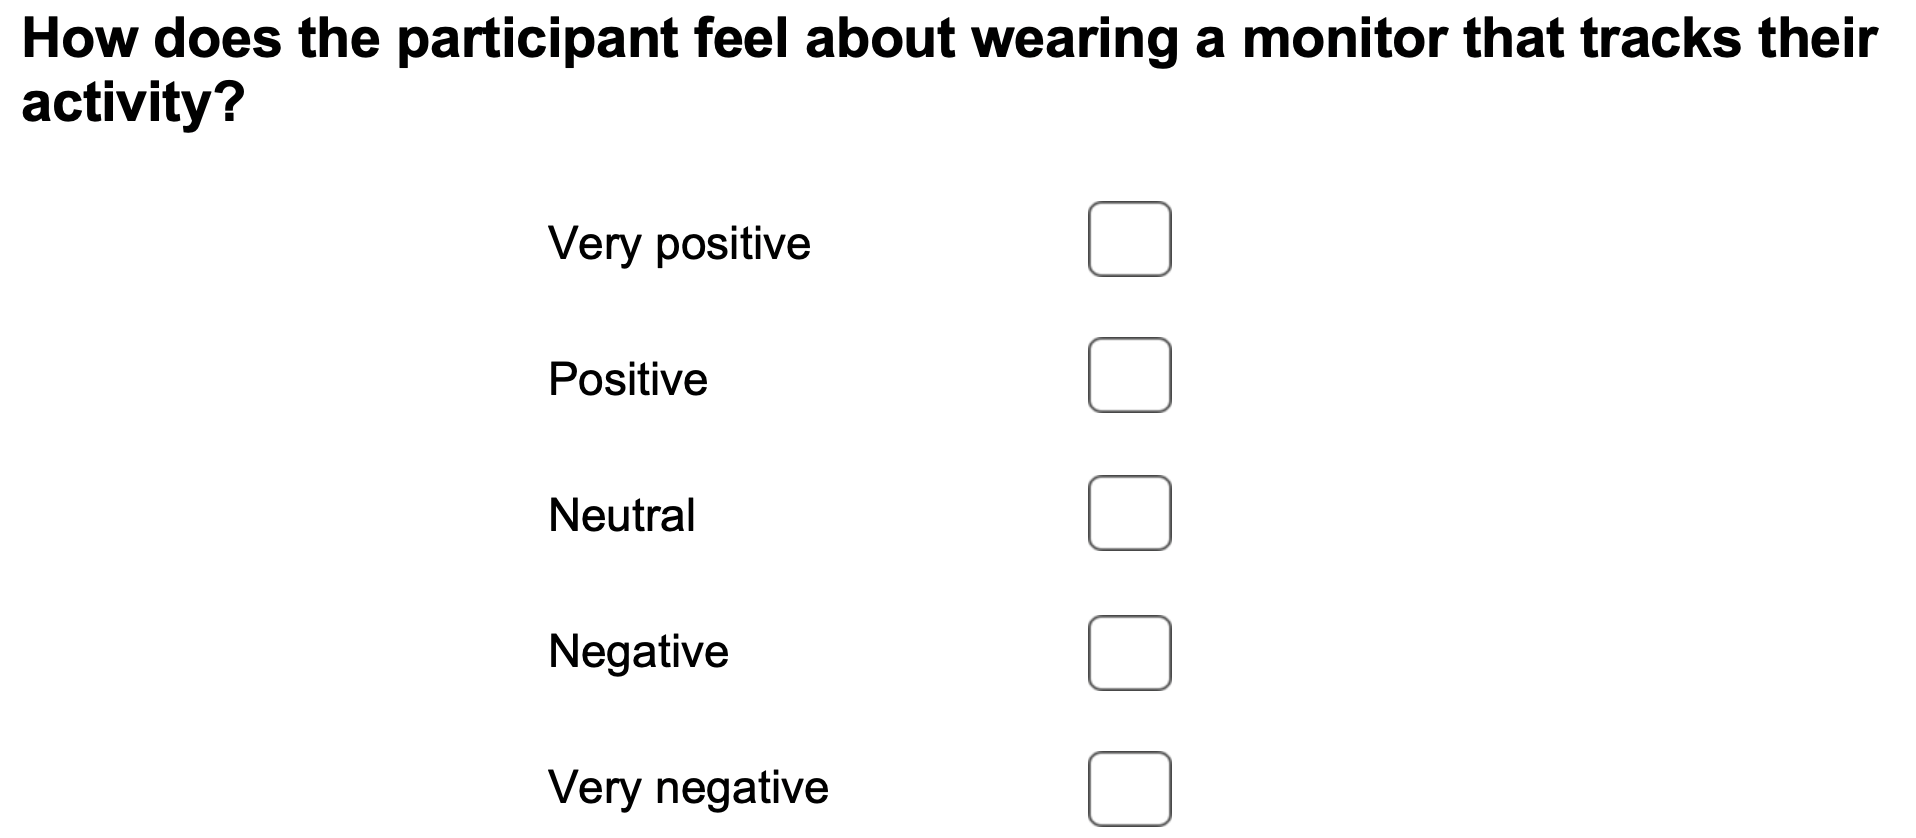 How does the participant feel about wearing a monitor that tracks their
activity?
Very positive
Positive
Neutral
Negative
Very negative